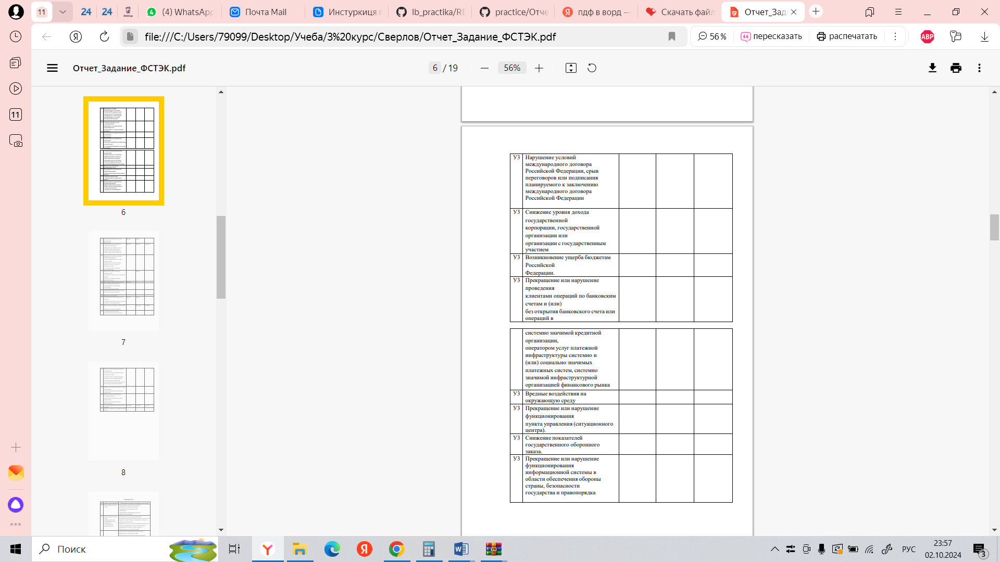 11
24
24
(4) WhatsApp
Почта Mail
Инстуркиця г
lb_practika/RE
practice/Отче
пдф в ворд —
Скачать файл
Отчет_Зад
file:///C:/Users/79099/Desktop/Учеба/3%20курс/Сверлов/Отчет_Задание_ФСТЭК.pdf
56 %
пересказать
распечатать
ABP
Отчет_Задание_ФСТЭК.pdf
6 / 19
56%
11
6
7
8
У3 Нарушение условий
международного договора
Российской Федерации, срыв
переговоров или подписания
планируемого к заключению
международного договора
Российской Федерации
У3 Снижение уровня дохода
государственной
корпорации, государственной
организации или
организации с государственным
участием
У3 Возникновение ущерба бюджетам
Российской
Федерации.
У3 Прекращение или нарушение
проведения
клиентами операций по банковским
счетам и (или)
без открытия банковского счета или
операций в
системно значимой кредитной
организации,
оператором услуг платежной
инфраструктуры системно и
(или) социально значимых
платежных систем, системно
значимой инфраструктурной
организацией финансового рынка
У3 Вредные воздействия на
окружающую среду
У3 Прекращение или нарушение
функционирования
пункта управления (ситуационного
центра).
У3 Снижение показателей
государственного оборонного
заказа.
У3 Прекращение или нарушение
функционирования
информационной системы в
области обеспечения обороны
страны, безопасности
государства и правопорядка
Поиск
РУС
23:57
02.10.2024
3